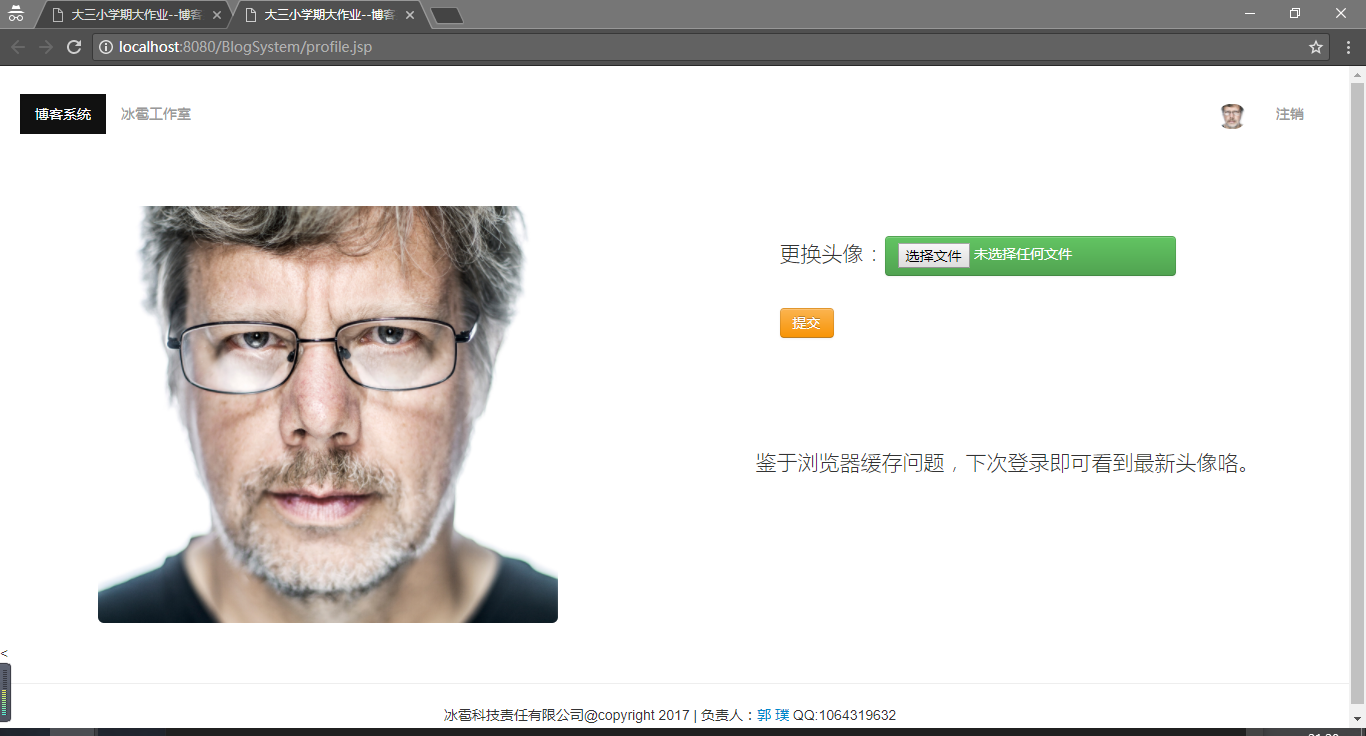 大三小学期大作业--博客
大三小学期大作业--博客
localhost:8080/BlogSystem/profile.jsp
博客系统 冰雹工作室 注销
更换头像： 选择文件 未选择任何文件
提交
鉴于浏览器缓存问题，下次登录即可看到最新头像咯。
<
冰雹科技责任有限公司@copyright 2017 | 负责人：郭 璞 QQ:1064319632